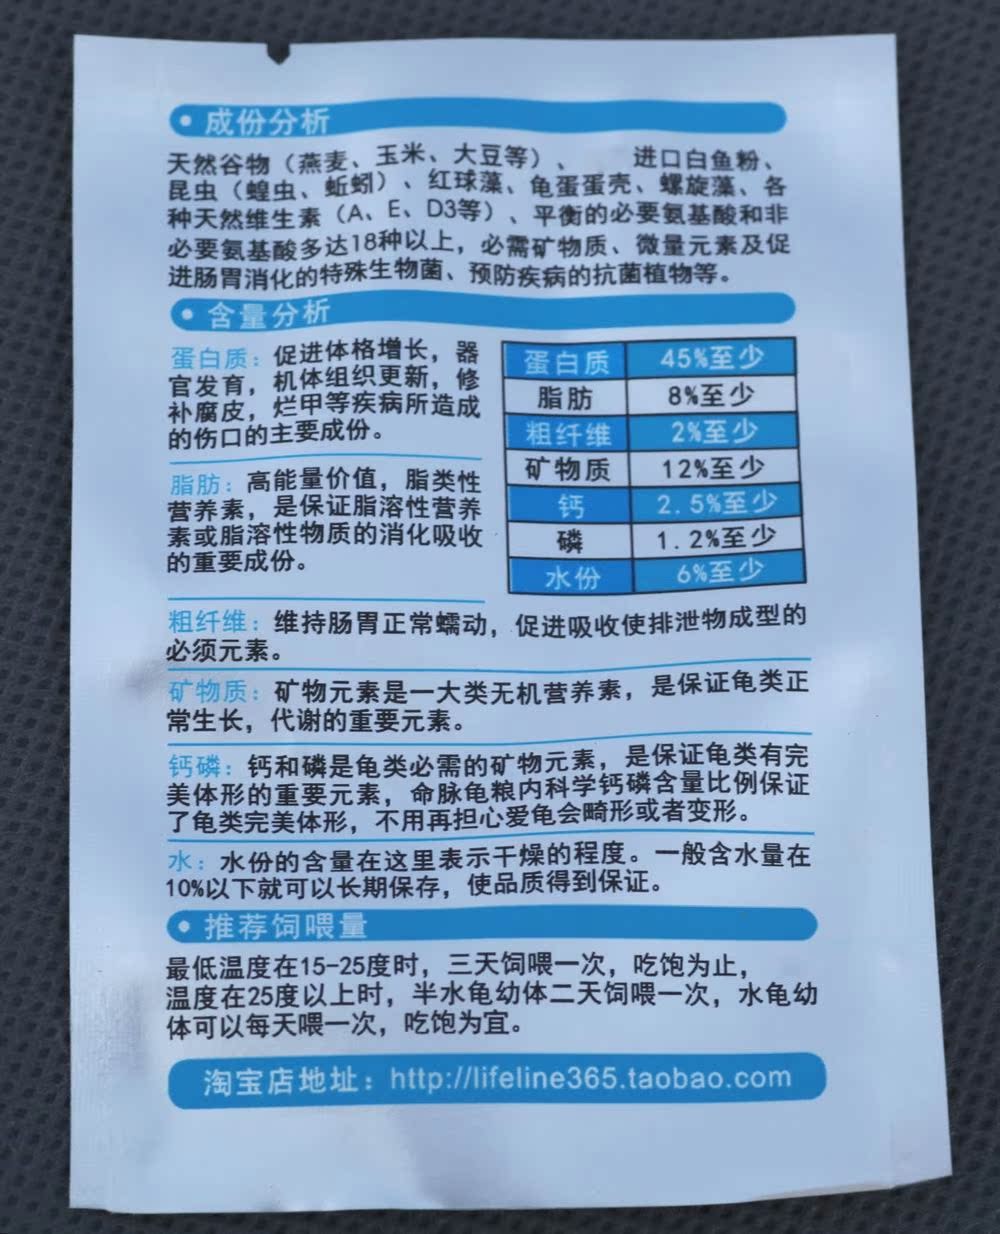 成份分析
天然谷物（燕麦、玉米、大豆等）、 进口白鱼粉、
昆虫（蝗虫、蚯蚓）、红球藻、龟蛋蛋壳、螺旋藻、各
种天然维生素（A、E、D3等）、平衡的必要氨基酸和非
必要氨基酸多达18种以上，必需矿物质、微量元素及促
进肠胃消化的特殊生物菌、预防疾病的抗菌植物等。
含量分析
蛋白质：促进体格增长，器
官发育，机体组织更新，修
补腐皮，烂甲等疾病所造成
的伤口的主要成份。
脂肪：高能量价值，脂类性
营养素，是保证脂溶性营养
素或脂溶性物质的消化吸收
的重要成份。
蛋白质 45%至少
脂肪 8%至少
粗纤维 2%至少
矿物质 12%至少
钙 2.5%至少
磷 1.2%至少
水份 6%至少
粗纤维：维持肠胃正常蠕动，促进吸收使排泄物成型的
必须元素。
矿物质：矿物元素是一大类无机营养素，是保证龟类正
常生长，代谢的重要元素。
钙磷：钙和磷是龟类必需的矿物元素，是保证龟类有完
美体形的重要元素，命脉龟粮内科学钙磷含量比例保证
了龟类完美体形，不用再担心爱龟会畸形或者变形。
水：水份的含量在这里表示干燥的程度。一般含水量在
10%以下就可以长期保存，使品质得到保证。
推荐饲喂量
最低温度在15-25度时，三天饲喂一次，吃饱为止，
温度在25度以上时，半水龟幼体二天饲喂一次，水龟幼
体可以每天喂一次，吃饱为宜。
淘宝店地址：http://lifeline365.taobao.com